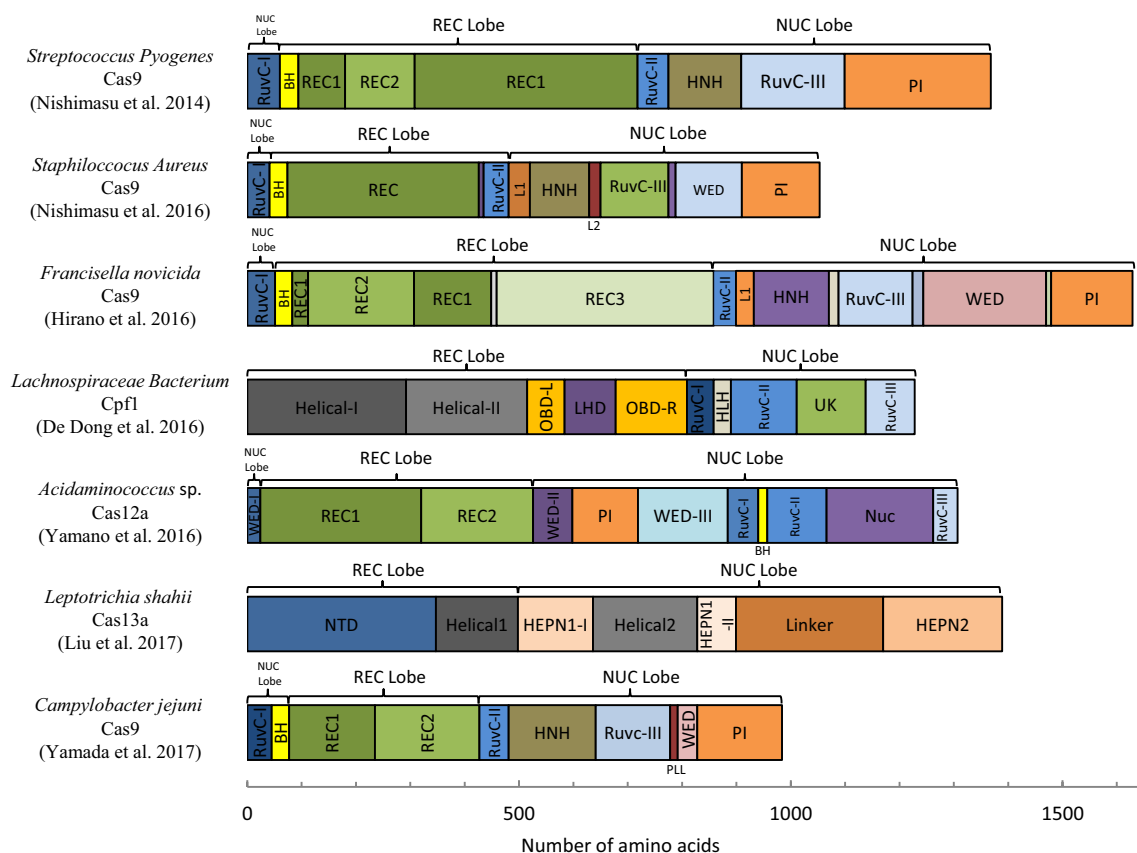 NUC
Lobe
REC Lobe
NUC Lobe
Streptococcus Pyogenes
Cas9
(Nishimasu et al. 2014)
RuvC-I
BH
REC1
REC2
REC1
RuvC-II
HNH
RuvC-III
PI
NUC
Lobe
REC Lobe
NUC Lobe
Staphiloccocus Aureus
Cas9
(Nishimasu et al. 2016)
RuvC-I
BH
REC
RuvC-II
L1
HNH
L2
RuvC-III
WED
PI
NUC
Lobe
REC Lobe
NUC Lobe
Francisella novicida
Cas9
(Hirano et al. 2016)
RuvC-I
BH
REC1
REC2
REC1
REC3
RuvC-II
L1
HNH
RuvC-III
WED
PI
REC Lobe
NUC Lobe
Lachnospiraceae Bacterium
Cpf1
(De Dong et al. 2016)
Helical-I
Helical-II
OBD-L
LHD
OBD-R
RuvC-I
HLH
RuvC-II
UK
RuvC-III
NUC
Lobe
REC Lobe
NUC Lobe
Acidaminococcus sp.
Cas12a
(Yamano et al. 2016)
WED-I
REC1
REC2
WED-II
PI
WED-III
RuvC-I
BH
RuvC-II
Nuc
RuvC-III
REC Lobe
NUC Lobe
Leptotrichia shahii
Cas13a
(Liu et al. 2017)
NTD
Helical1
HEPN1-I
Helical2
HEPN1
-II
Linker
HEPN2
NUC
Lobe
REC Lobe
NUC Lobe
Campylobacter jejuni
Cas9
(Yamada et al. 2017)
RuvC-I
BH
REC1
REC2
RuvC-II
HNH
Ruvc-III
PLL
WED
PI
0
500
1000
1500
Number of amino acids